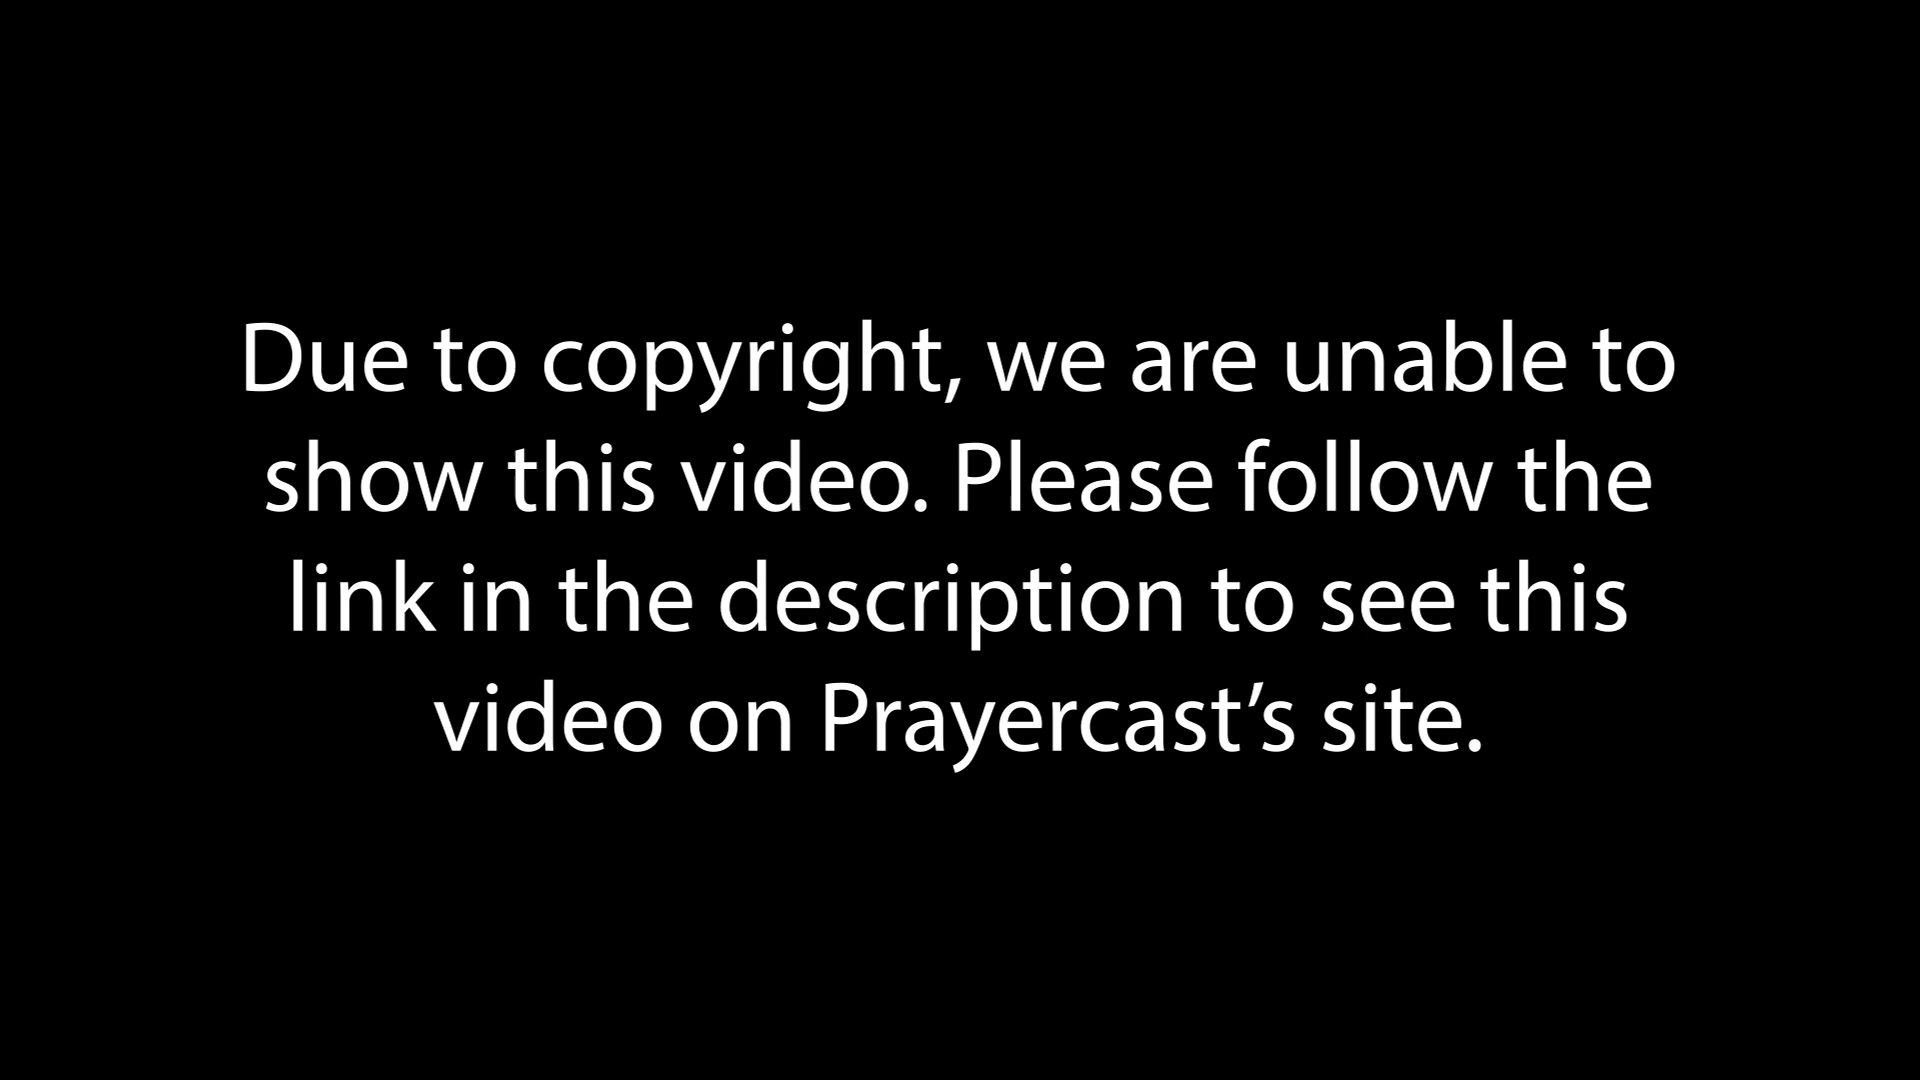 Due to copyright, we are unable to
show this video. Please follow the
link in the description to see this
video on Prayercast’s site.